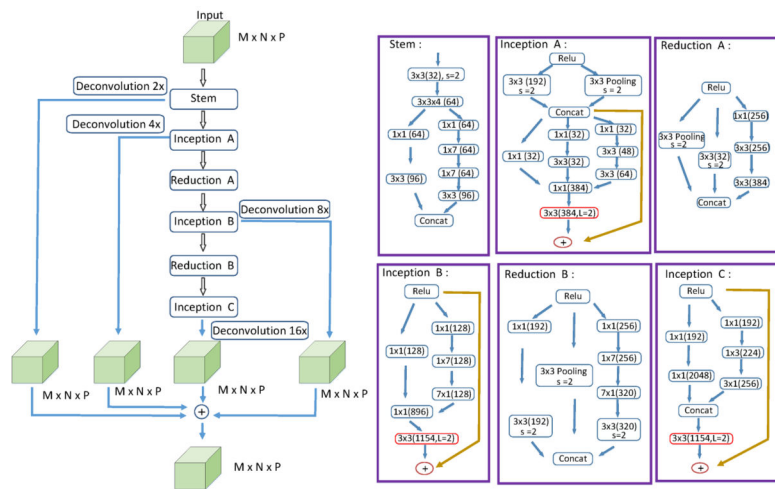 Input
M x N x P
Deconvolution 2x
Stem
Deconvolution 4x
Inception A
Reduction A
Inception B
Deconvolution 8x
Reduction B
Inception C
Deconvolution 16x
M x N x P
M x N x P
M x N x P
M x N x P
+
M x N x P
Stem :
3x3(32), s=2
3x3x4 (64)
1x1 (64)
1x1 (64)
1x7 (64)
1x7 (64)
3x3 (96)
3x3 (96)
Concat
Inception A :
Relu
3x3 (192)
s =2
3x3 Pooling
s = 2
Concat
1x1 (32)
1x1(32)
3x3(32)
1x1 (32)
3x3 (48)
3x3 (64)
1x1(384)
3x3(384,L=2)
+
Reduction A :
Relu
3x3 Pooling
s =2
3x3(32)
s =2
1x1(256)
3x3(256)
3x3(384)
Concat
Inception B :
Relu
1x1(128)
1x1(128)
1x7(128)
7x1(128)
1x1(896)
3x3(1154,L=2)
+
Reduction B :
Relu
1x1(192)
3x3 Pooling
s =2
1x1(256)
1x7(256)
7x1(320)
3x3(192)
s =2
3x3(320)
s=2
Concat
Inception C :
Relu
1x1(192)
1x1(2048)
1x1(192)
1x3(224)
3x1(256)
Concat
3x3(1154,L=2)
+